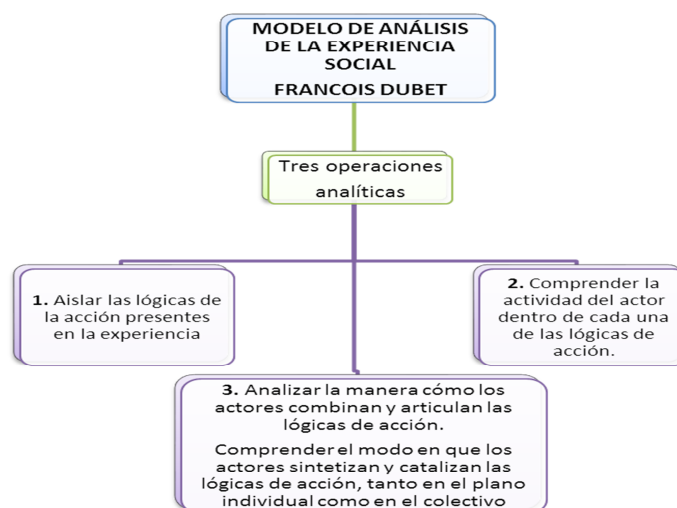 MODELO DE ANÁLISIS
DE LA EXPERIENCIA
SOCIAL
FRANCOIS DUBET
Tres operaciones
analíticas
1. Aislar las lógicas de
la acción presentes
en la experiencia
2. Comprender la
actividad del actor
dentro de cada una
de las lógicas de
acción.
3. Analizar la manera cómo los
actores combinan y articulan las
lógicas de acción.
Comprender el modo en que los
actores sintetizan y catalizan las
lógicas de acción, tanto en el plano
individual como en el colectivo